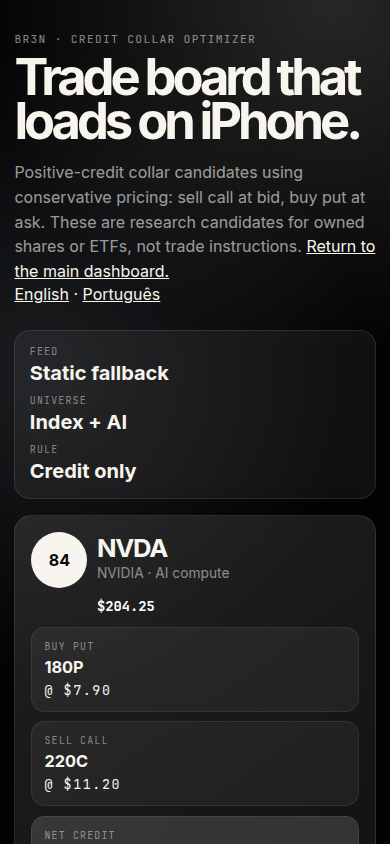 BR3N · CREDIT COLLAR OPTIMIZER
Trade board that
loads on iPhone.
Positive-credit collar candidates using
conservative pricing: sell call at bid, buy put at
ask. These are research candidates for owned
shares or ETFs, not trade instructions. Return to
the main dashboard.
English · Português
FEED
Static fallback
UNIVERSE
Index + AI
RULE
Credit only
84
NVDA
NVIDIA · AI compute
$204.25
BUY PUT
180P
@ $7.90
SELL CALL
220C
@ $11.20
NET CREDIT